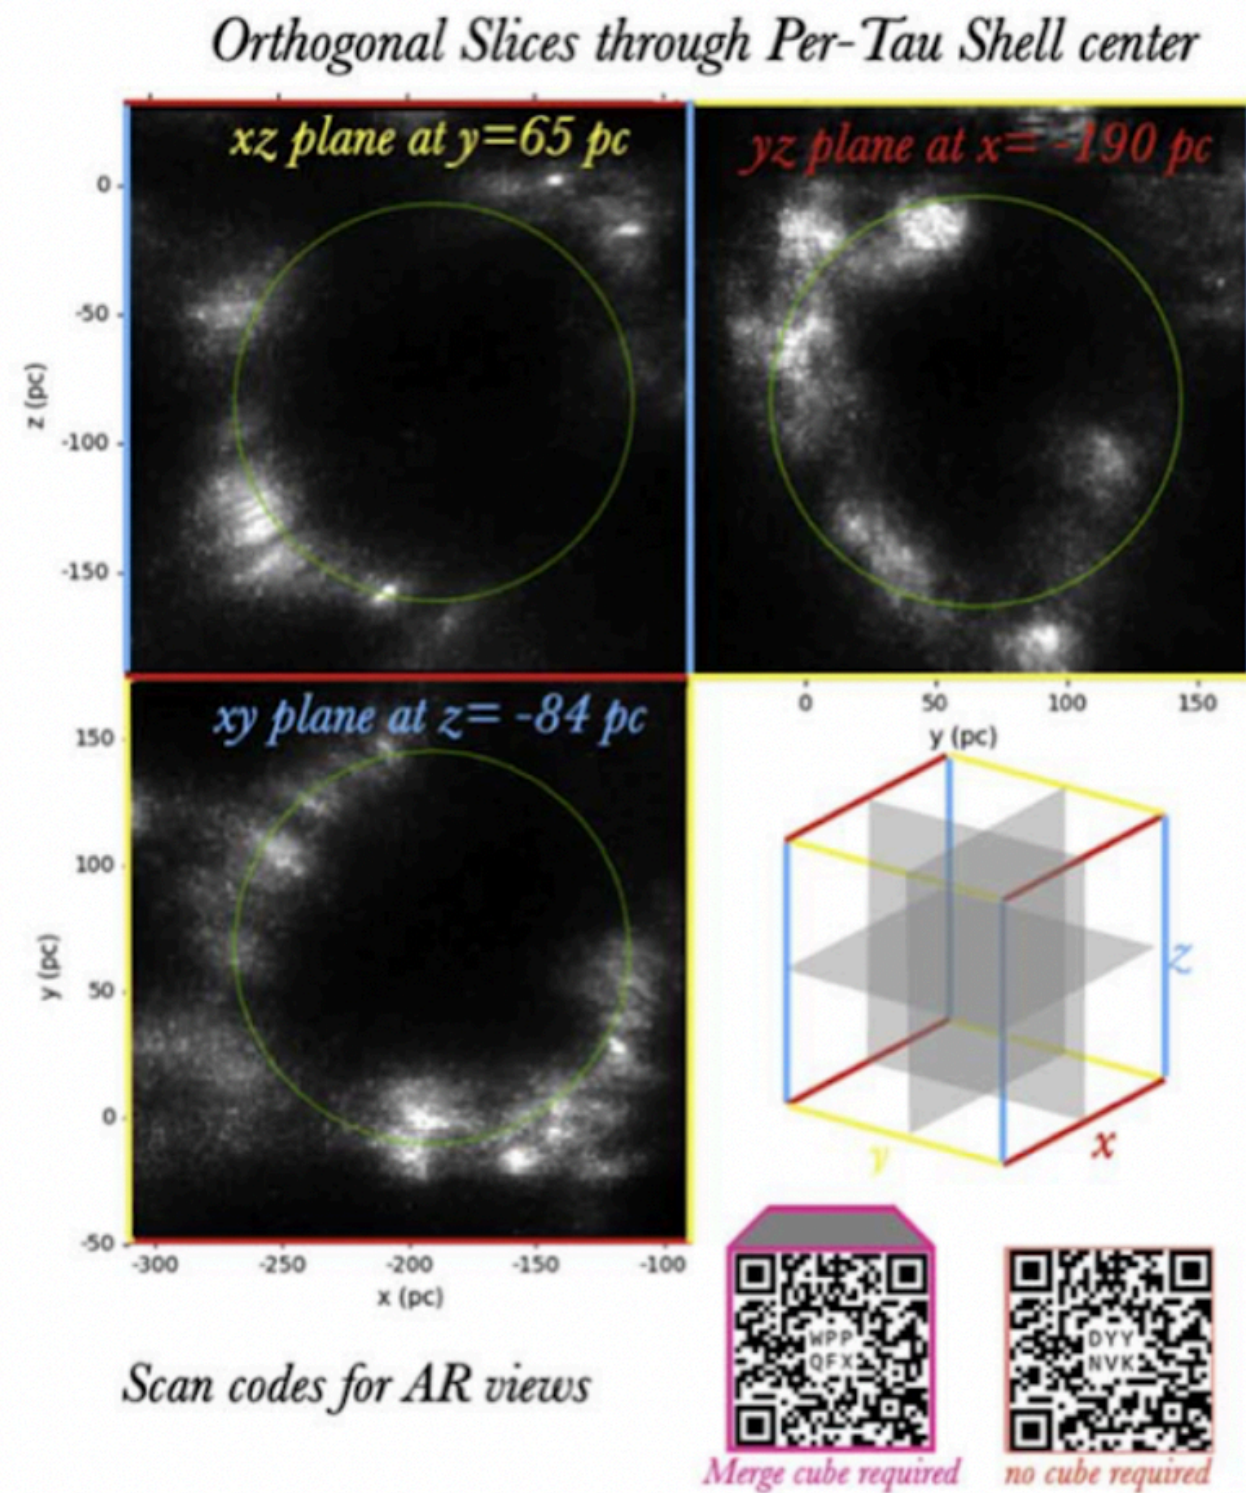 Orthogonal Slices through Per-Tau Shell center
xz plane at y=65 pc
yz plane at x= -190 pc
0
-50
-100
-150
z (pc)
xy plane at z= -84 pc
0
50
100
150
y (pc)
150
100
50
0
-50
y (pc)
-300
-250
-200
-150
-100
x (pc)
z
y
x
WPP
QFX
DYY
NVK
Scan codes for AR views
Merge cube required
no cube required